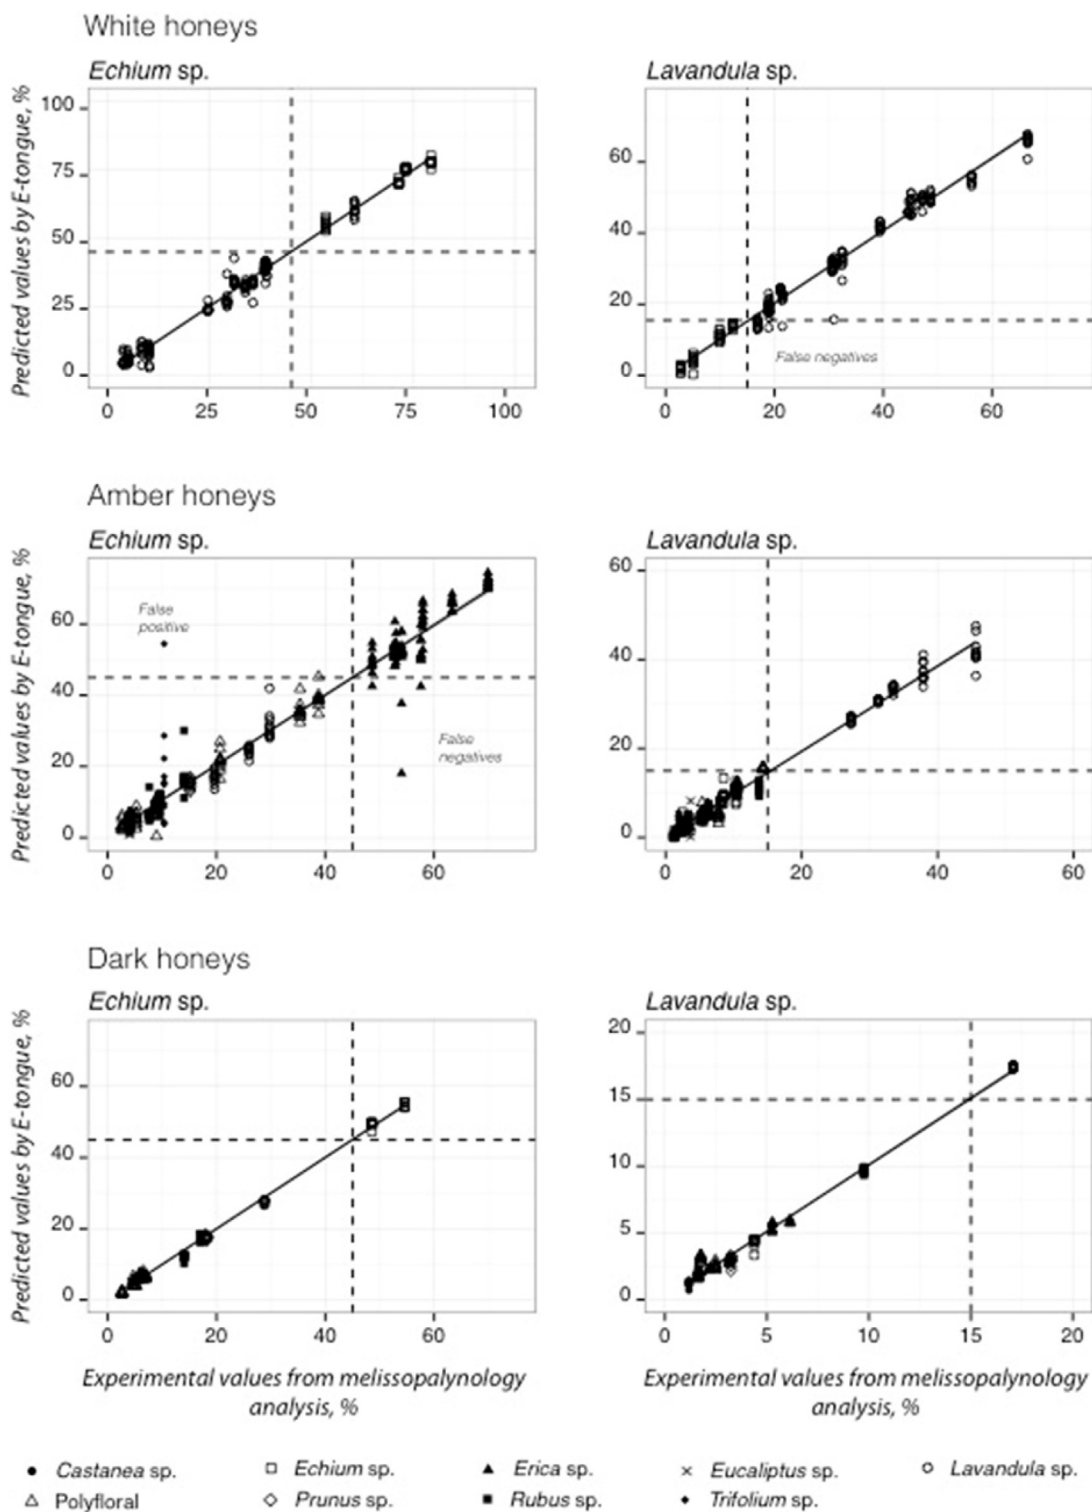 White honeys
Echium sp.
Lavandula sp.
Predicted values by E-tongue, %
100
75
50
25
0
0 25 50 75 100
60
40
20
0
False negatives
0 20 40 60
Amber honeys
Echium sp.
Lavandula sp.
Predicted values by E-tongue, %
60
40
20
0
False
positive
False
negatives
0 20 40 60
60
40
20
0
0 20 40 60
Dark honeys
Echium sp.
Lavandula sp.
Predicted values by E-tongue, %
60
40
20
0
0 20 40 60
20
15
10
5
0
0 5 10 15 20
Experimental values from melissopalynology
analysis, %
Experimental values from melissopalynology
analysis, %
Castanea sp. Echium sp. Erica sp. Eucaliptus sp. Lavandula sp.
Polyfloral Prunus sp. Rubus sp. Trifolium sp.